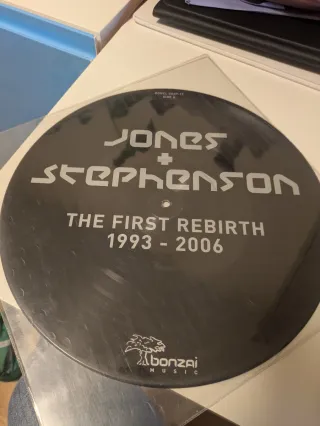 JONES
+
STEPHENSON
THE FIRST REBIRTH
1993 - 2006
bonzai
MUSIC